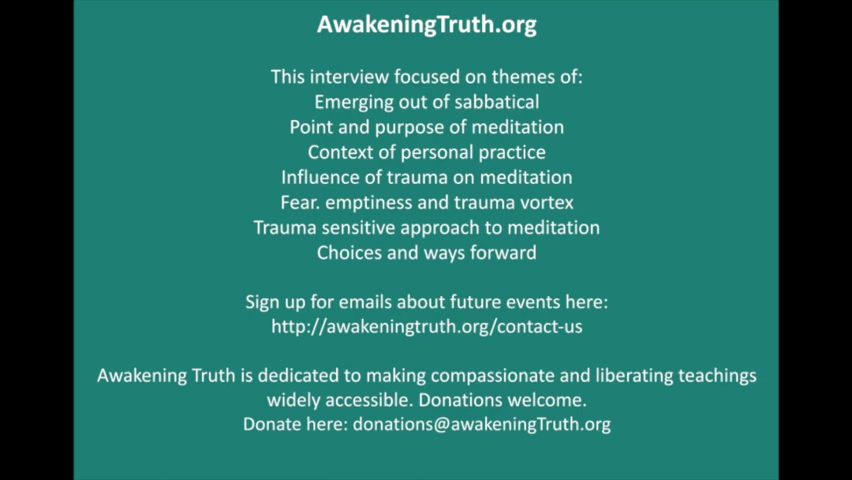 AwakeningTruth.org
This interview focused on themes of:
Emerging out of sabbatical
Point and purpose of meditation
Context of personal practice
Influence of trauma on meditation
Fear. emptiness and trauma vortex
Trauma sensitive approach to meditation
Choices and ways forward
Sign up for emails about future events here:
http://awakeningtruth.org/contact-us
Awakening Truth is dedicated to making compassionate and liberating teachings
widely accessible. Donations welcome.
Donate here: donations@awakeningTruth.org